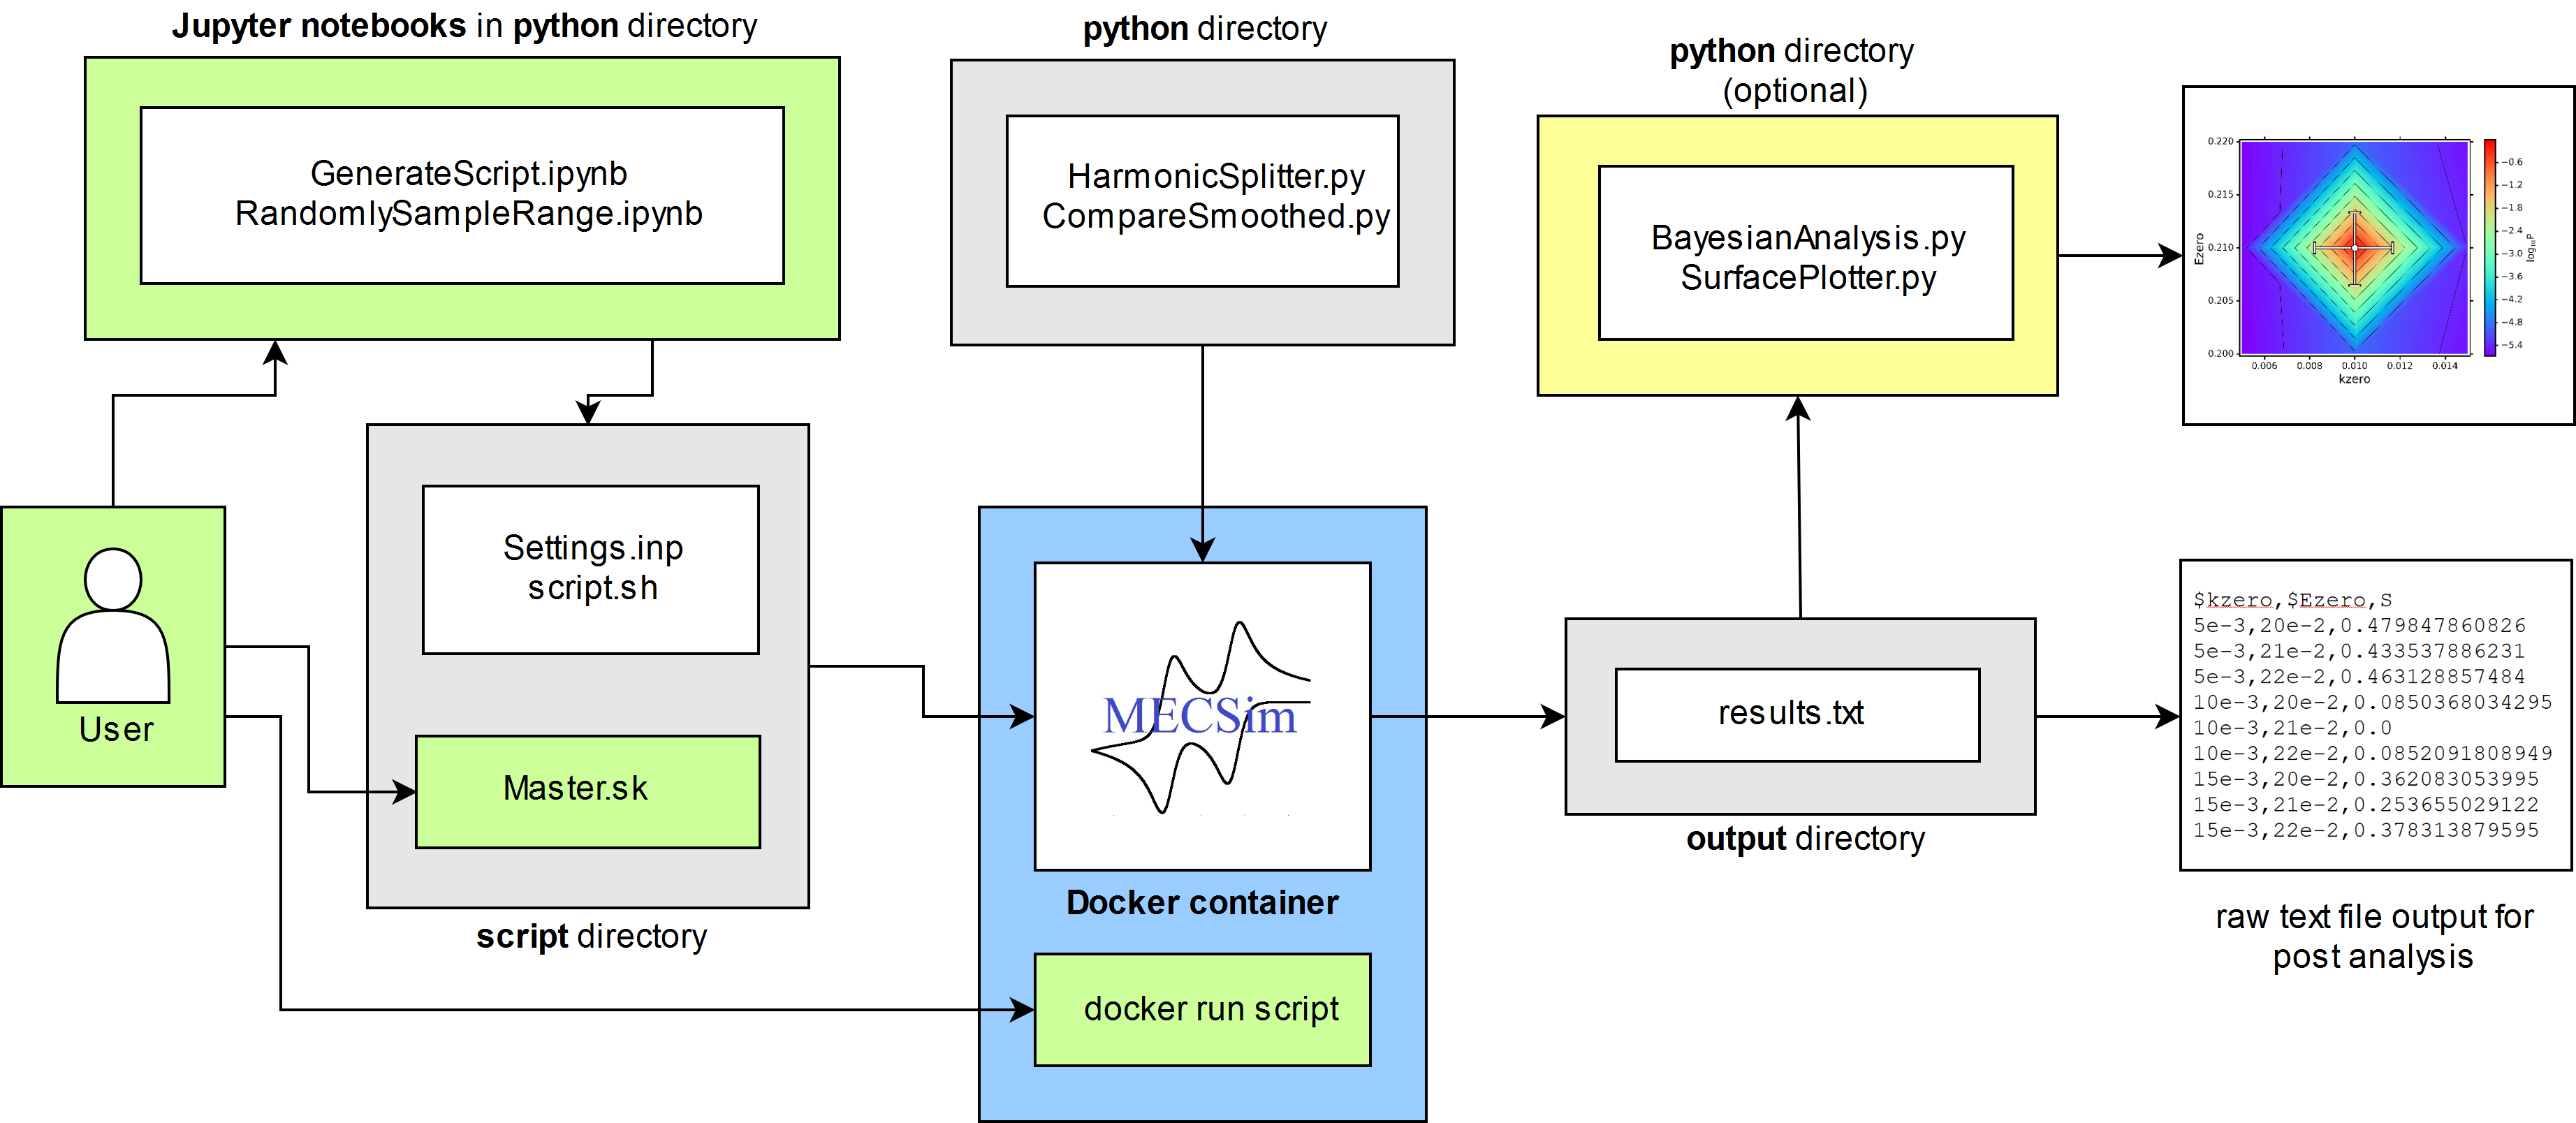 Jupyter notebooks in python directory
GenerateScript.ipynb
RandomlySampleRange.ipynb
python directory
HarmonicSplitter.py
CompareSmoothed.py
python directory
(optional)
BayesianAnalysis.py
SurfacePlotter.py
0.220
0.215
0.210
0.205
0.200
Ezero
0.006 0.008 0.010 0.012 0.014
kzero
−0.6
−1.2
−1.8
−2.4
−3.0
−3.6
−4.2
−4.8
−5.4
log₁₀P
User
Settings.inp
script.sh
Master.sk
script directory
MECSim
Docker container
docker run script
results.txt
output directory
$kzero,$Ezero,S
5e-3,20e-2,0.479847860826
5e-3,21e-2,0.433537886231
5e-3,22e-2,0.463128857484
10e-3,20e-2,0.0850368034295
10e-3,21e-2,0.0
10e-3,22e-2,0.0852091808949
15e-3,20e-2,0.362083053995
15e-3,21e-2,0.253655029122
15e-3,22e-2,0.378313879595
raw text file output for
post analysis